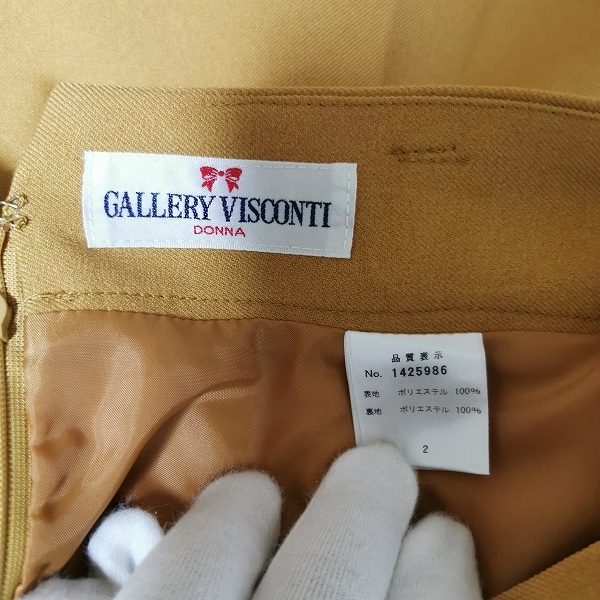 GALLERY VISCONTI
DONNA
品質表示
No. 1425986
表地 ポリエステル 100%
裏地 ポリエステル 100%
2